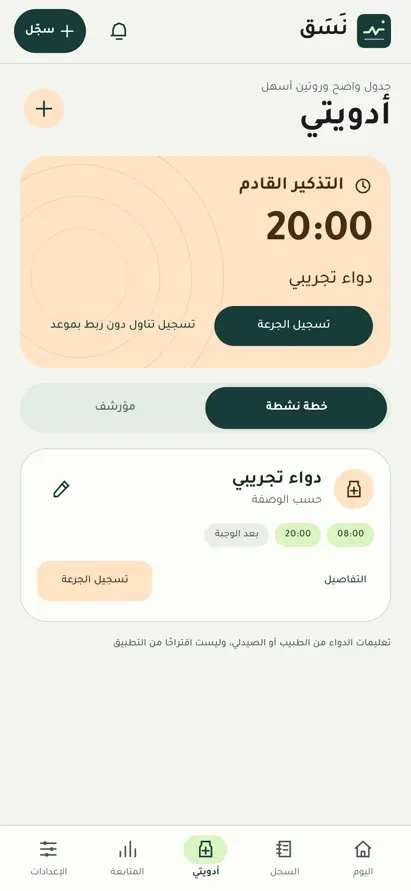 نَسَق
سجّل
جدول واضح وروتين أسهل
أدويتي
التذكير القادم
20:00
دواء تجريبي
تسجيل الجرعة
تسجيل تناول دون ربط بموعد
خطة نشطة
مؤرشف
دواء تجريبي
حسب الوصفة
08:00
20:00
بعد الوجبة
التفاصيل
تسجيل الجرعة
تعليمات الدواء من الطبيب أو الصيدلي، وليست اقتراحًا من التطبيق
اليوم
السجل
أدويتي
المتابعة
الإعدادات